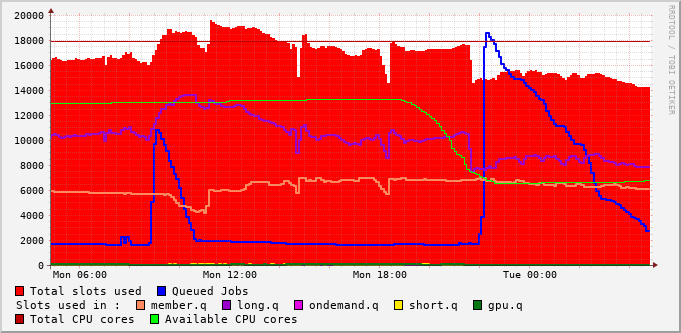 20000
18000
16000
14000
12000
10000
8000
6000
4000
2000
0
Mon 06:00 Mon 12:00 Mon 18:00 Tue 00:00
RRDTOOL / TOBI OETIKER
Total slots used Queued Jobs
Slots used in : member.q long.q ondemand.q short.q gpu.q
Total CPU cores Available CPU cores